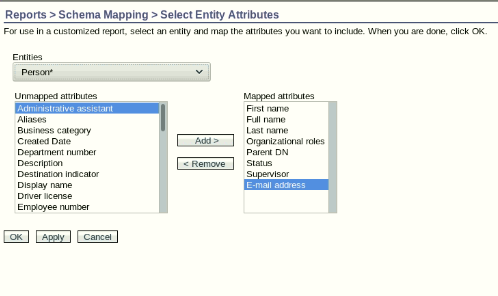 Reports > Schema Mapping > Select Entity Attributes
For use in a customized report, select an entity and map the attributes you want to include. When you are done, click OK.
Entities
Person*
Unmapped attributes
Administrative assistant
Aliases
Business category
Created Date
Department number
Description
Destination indicator
Display name
Driver license
Employee number
Add >
< Remove
Mapped attributes
First name
Full name
Last name
Organizational roles
Parent DN
Status
Supervisor
E-mail address
OK
Apply
Cancel